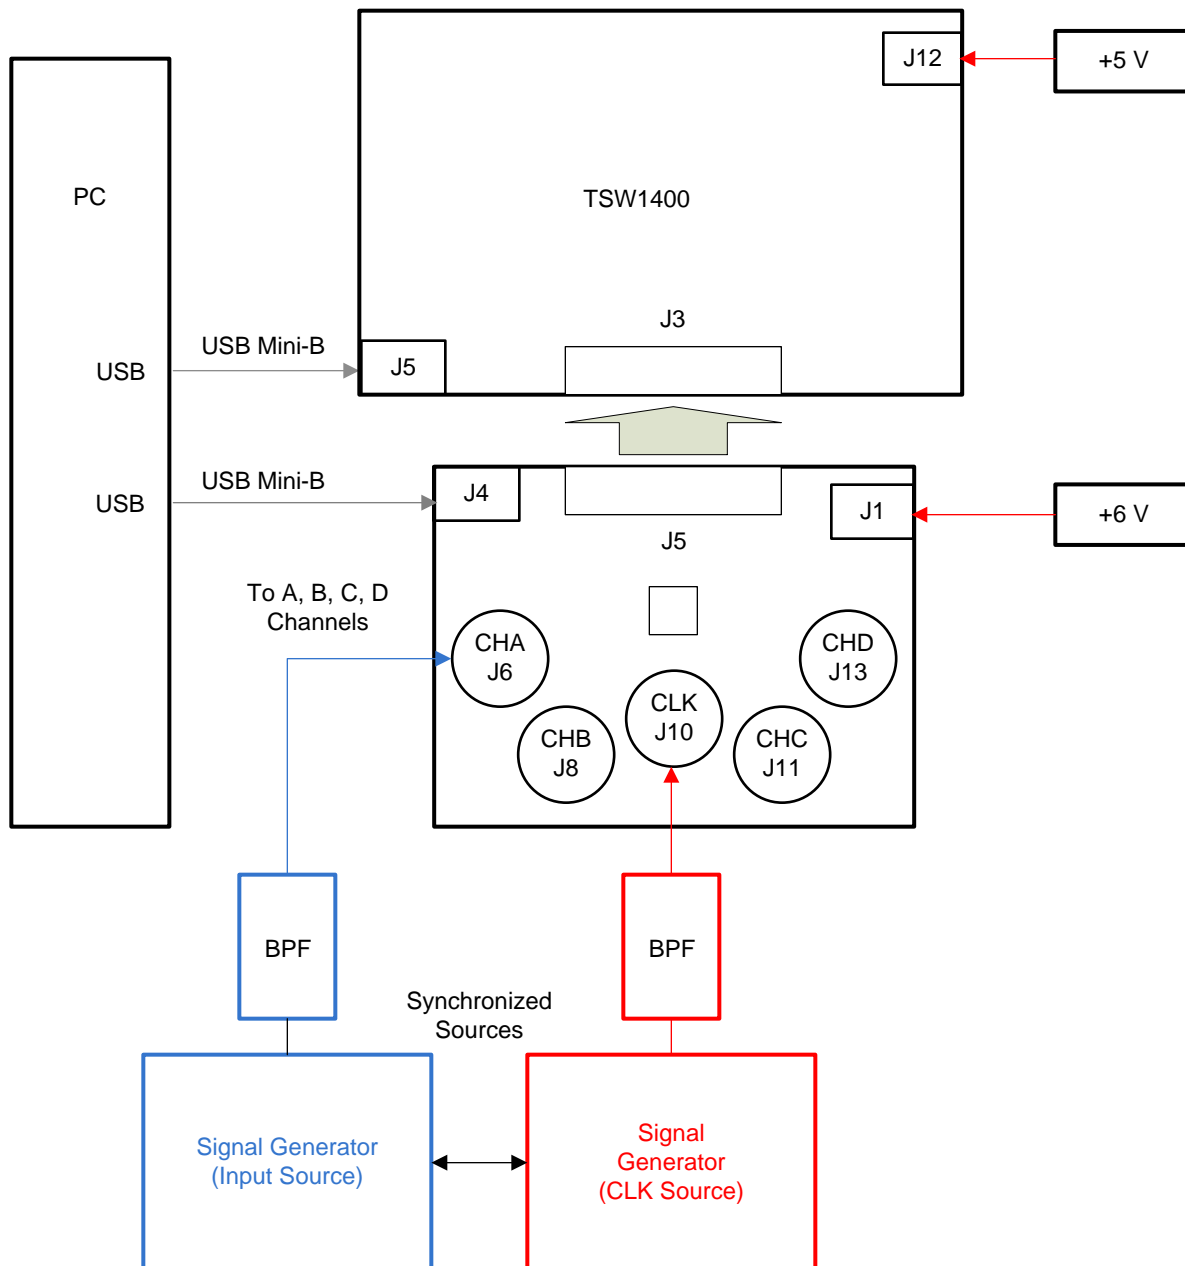 J12
+5 V
PC
TSW1400
J3
USB Mini-B
USB
J5
USB Mini-B
USB
J4
J1
+6 V
J5
To A, B, C, D
Channels
CHA
J6
CHD
J13
CLK
J10
CHB
J8
CHC
J11
BPF
BPF
Synchronized
Sources
Signal Generator
(Input Source)
Signal
Generator
(CLK Source)